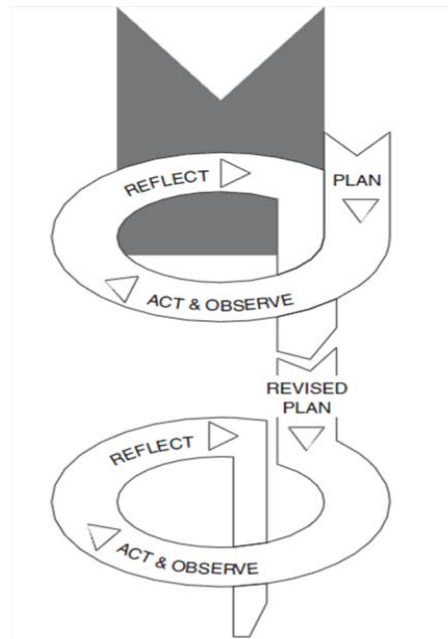 REFLECT
PLAN
ACT & OBSERVE
REVISED
PLAN
REFLECT
ACT & OBSERVE